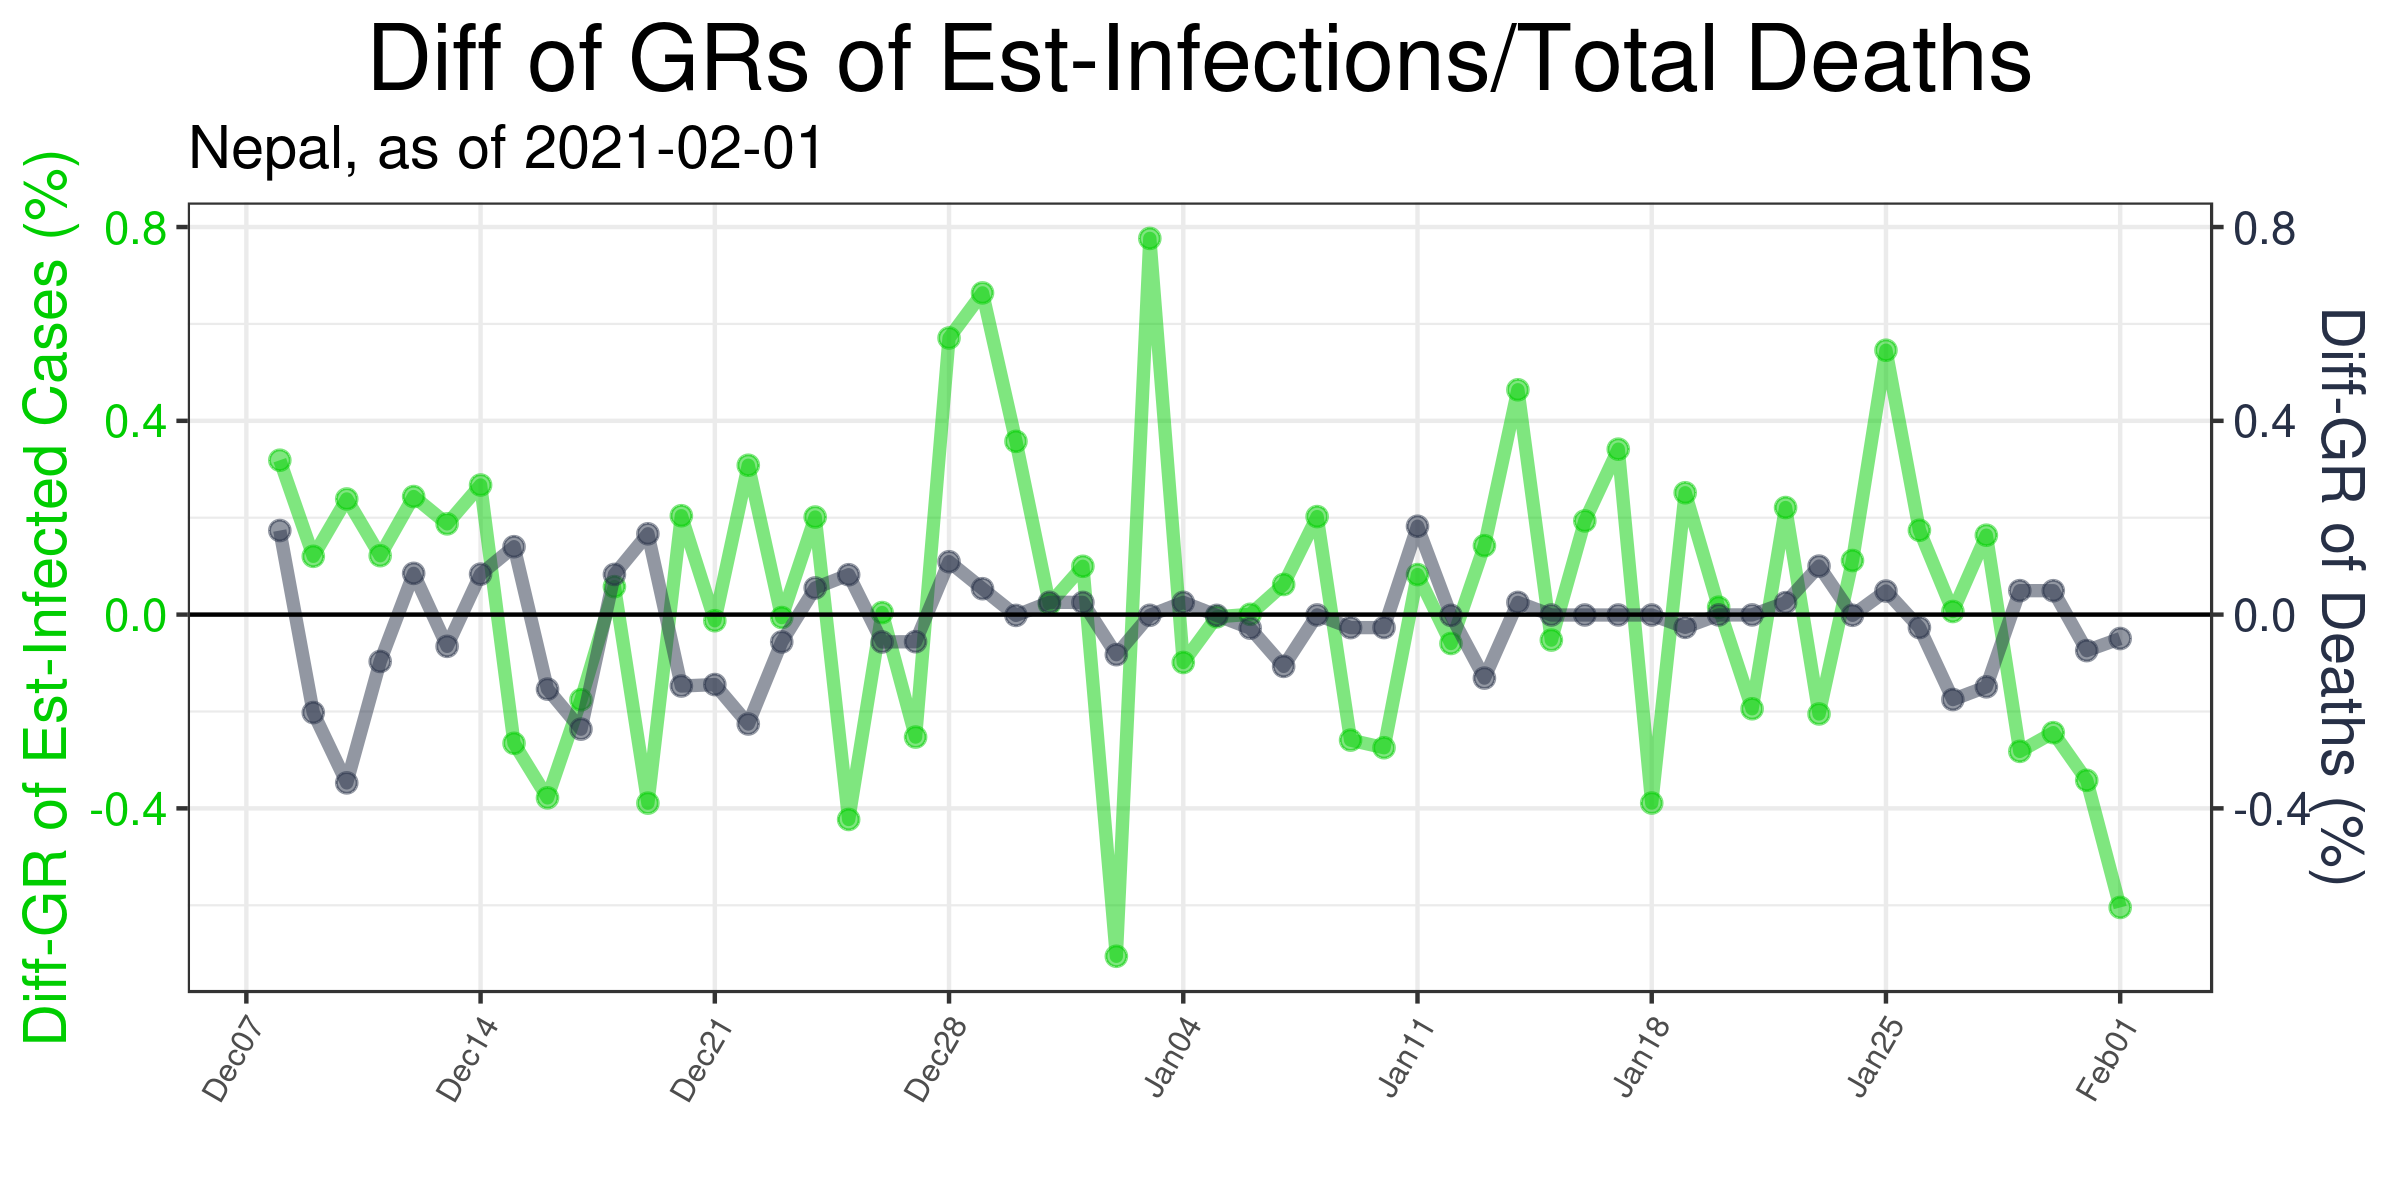 Diff of GRs of Est-Infections/Total Deaths
Nepal, as of 2021-02-01
Diff-GR of Est-Infected Cases (%)
0.8
0.4
0.0
-0.4
0.8
0.4
0.0
-0.4
Diff-GR of Deaths (%)
Dec07
Dec14
Dec21
Dec28
Jan04
Jan11
Jan18
Jan25
Feb01